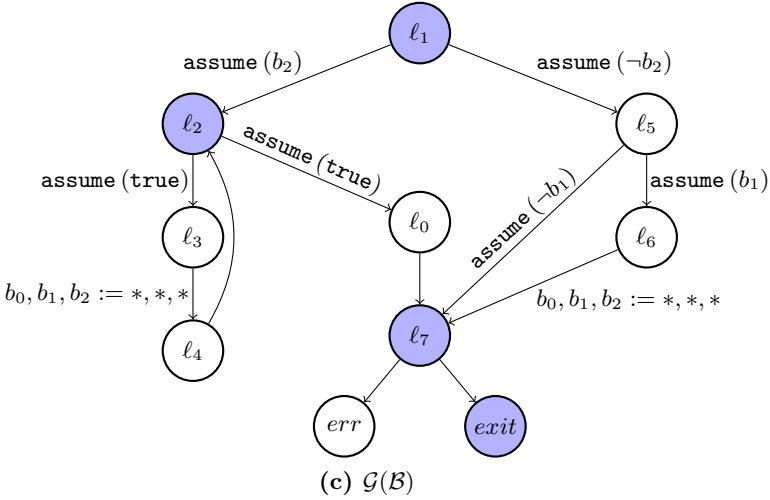 ℓ₁
assume (b₂)
assume (¬b₂)
ℓ₂
ℓ₅
assume (true)
assume (true)
assume (¬b₁)
assume (b₁)
ℓ₃
ℓ₀
ℓ₆
b₀, b₁, b₂ := ∗, ∗, ∗
b₀, b₁, b₂ := ∗, ∗, ∗
ℓ₄
ℓ₇
err
exit
(c) 𝒢(ℬ)